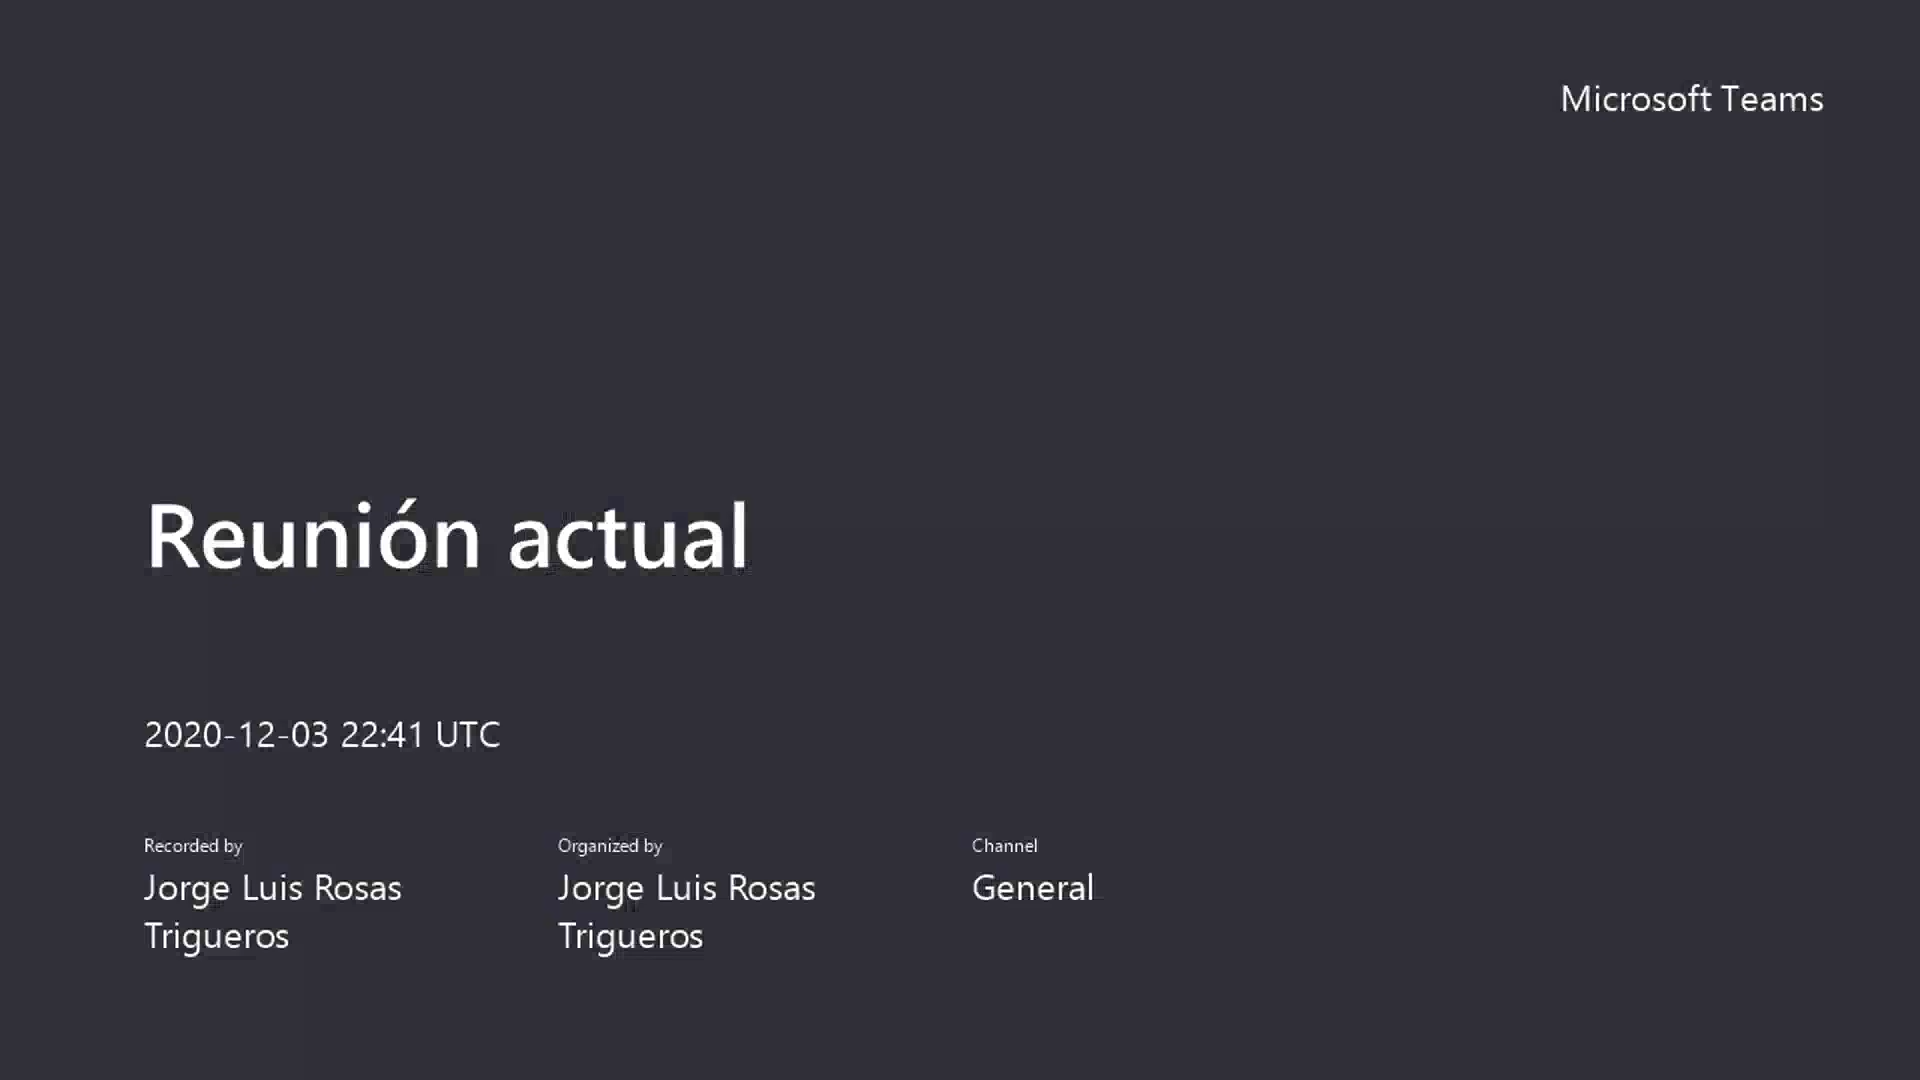 Microsoft Teams
Reunión actual
2020-12-03 22:41 UTC
Recorded by
Jorge Luis Rosas
Trigueros
Organized by
Jorge Luis Rosas
Trigueros
Channel
General